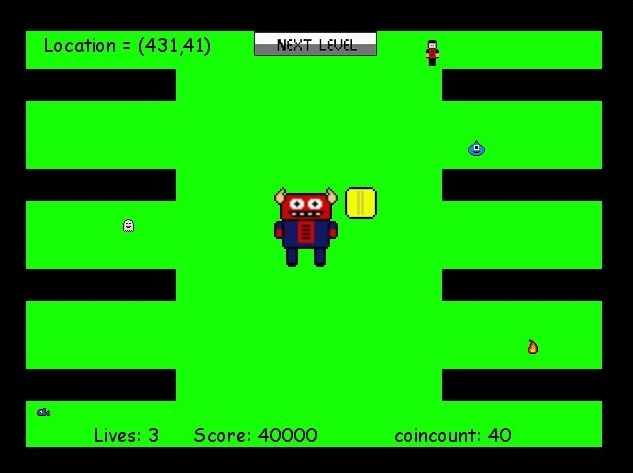 Location = (431,41)
NEXT LEVEL
Lives: 3
Score: 40000
coincount: 40